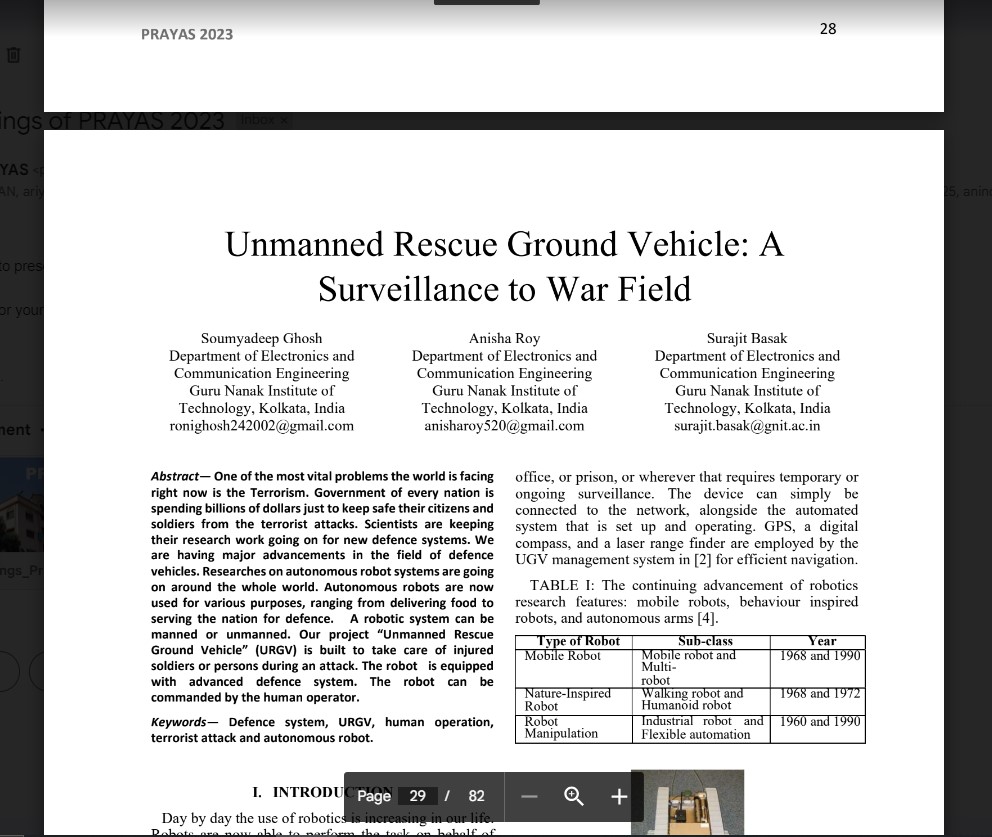 PRAYAS 2023
28
ings of PRAYAS 2023 Inbox ×
YAS
AN, ariy
25, anin
to pres
or your
ment
ngs_Pr
Unmanned Rescue Ground Vehicle: A
Surveillance to War Field
Soumyadeep Ghosh
Department of Electronics and
Communication Engineering
Guru Nanak Institute of
Technology, Kolkata, India
ronighosh242002@gmail.com
Anisha Roy
Department of Electronics and
Communication Engineering
Guru Nanak Institute of
Technology, Kolkata, India
anisharoy520@gmail.com
Surajit Basak
Department of Electronics and
Communication Engineering
Guru Nanak Institute of
Technology, Kolkata, India
surajit.basak@gnit.ac.in
Abstract— One of the most vital problems the world is facing
right now is the Terrorism. Government of every nation is
spending billions of dollars just to keep safe their citizens and
soldiers from the terrorist attacks. Scientists are keeping
their research work going on for new defence systems. We
are having major advancements in the field of defence
vehicles. Researches on autonomous robot systems are going
on around the whole world. Autonomous robots are now
used for various purposes, ranging from delivering food to
serving the nation for defence. A robotic system can be
manned or unmanned. Our project “Unmanned Rescue
Ground Vehicle” (URGV) is built to take care of injured
soldiers or persons during an attack. The robot is equipped
with advanced defence system. The robot can be
commanded by the human operator.
Keywords— Defence system, URGV, human operation,
terrorist attack and autonomous robot.
I. INTRODUCTION
Day by day the use of robotics is increasing in our life.
Robots are now able to perform the task on behalf of
office, or prison, or wherever that requires temporary or
ongoing surveillance. The device can simply be
connected to the network, alongside the automated
system that is set up and operating. GPS, a digital
compass, and a laser range finder are employed by the
UGV management system in [2] for efficient navigation.
TABLE I: The continuing advancement of robotics
research features: mobile robots, behaviour inspired
robots, and autonomous arms [4].
Type of Robot Sub-class Year
Mobile Robot Mobile robot and 1968 and 1990
Multi-
robot
Nature-Inspired Walking robot and 1968 and 1972
Robot Humanoid robot
Robot Industrial robot and 1960 and 1990
Manipulation Flexible automation
Page 29 / 82